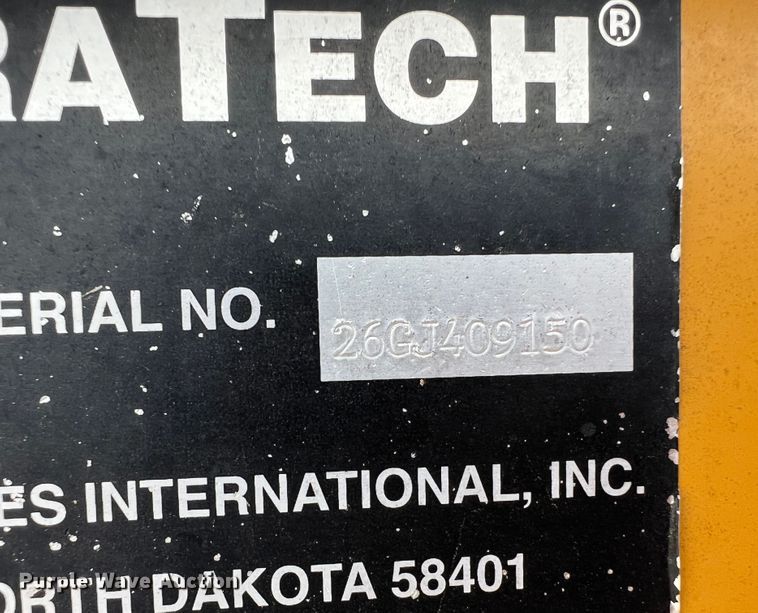 RATECH®
ERIAL NO. 26GJ409150
ES INTERNATIONAL, INC.
ORTH DAKOTA 58401
Purple Wave Auction